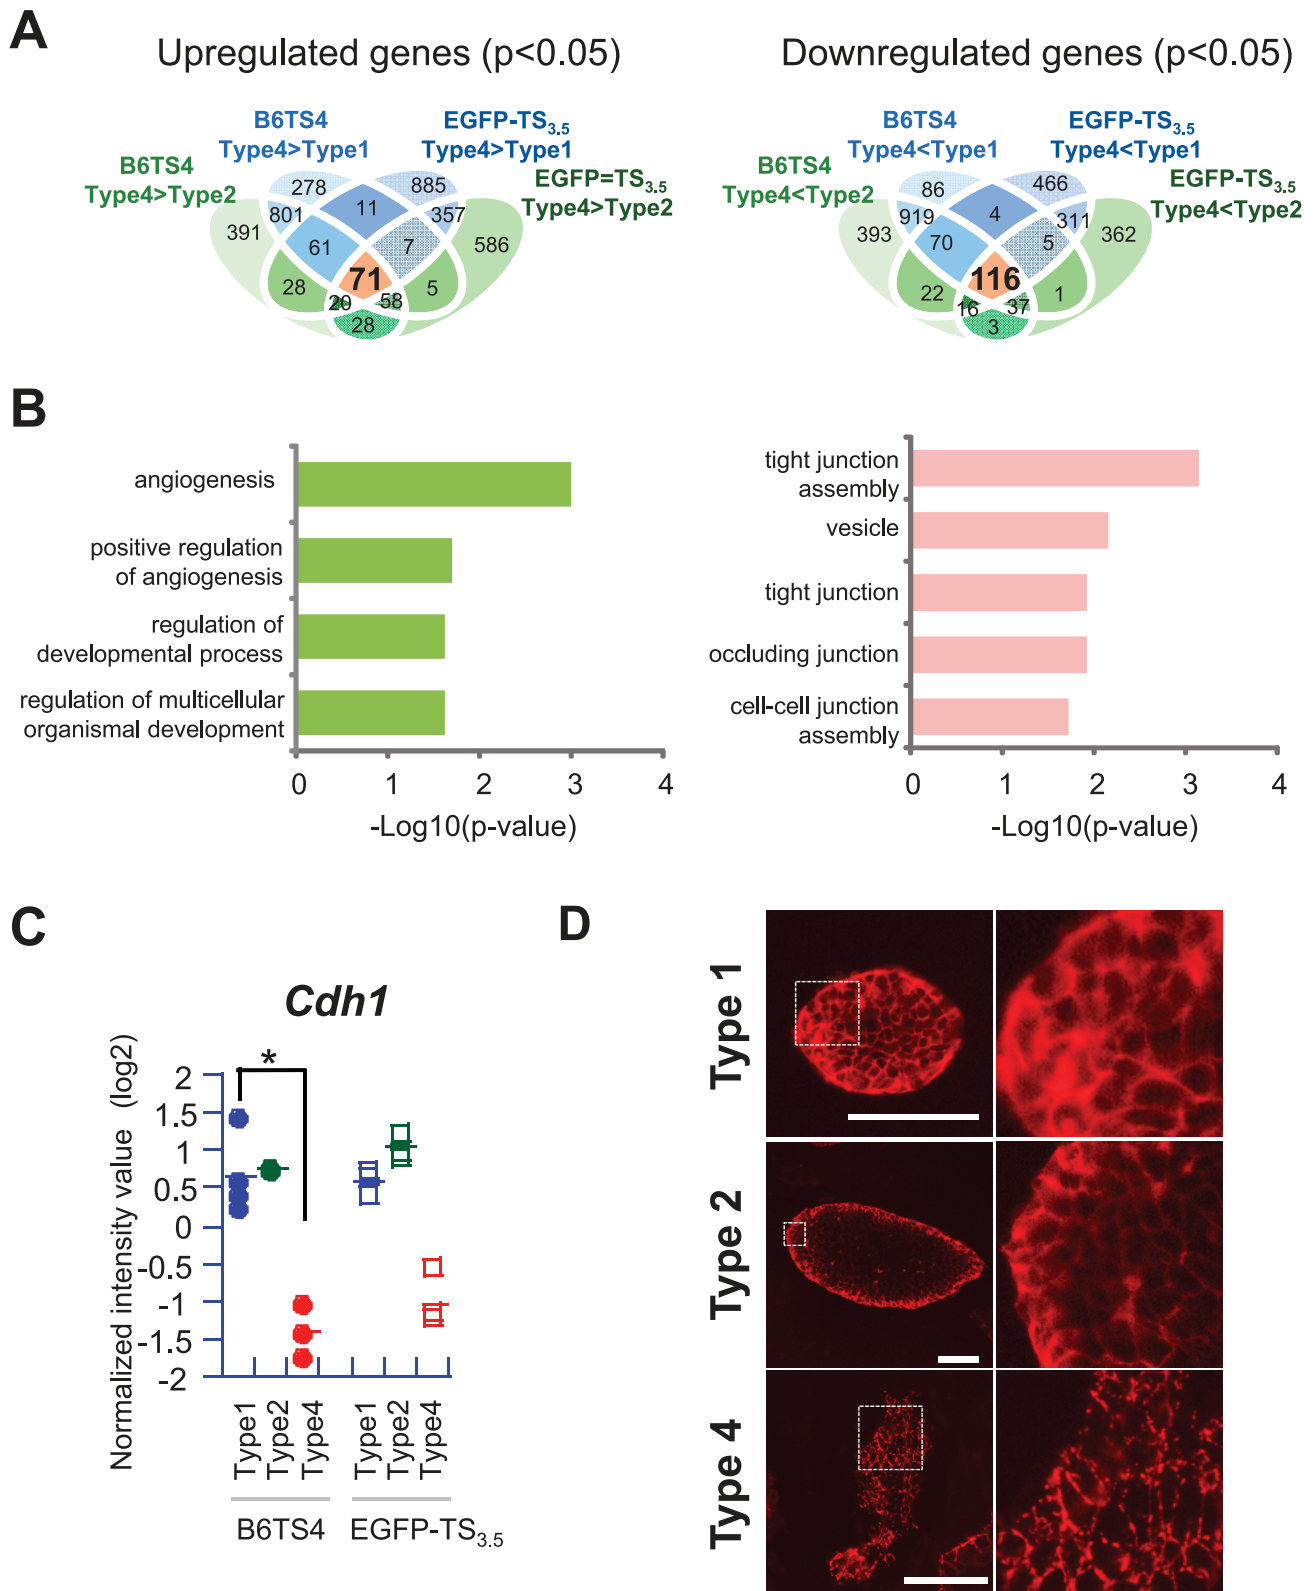 A
Upregulated genes (p<0.05)
Downregulated genes (p<0.05)
B6TS4
Type4>Type1
EGFP-TS3.5
Type4>Type1
B6TS4
Type4>Type2
EGFP=TS3.5
Type4>Type2
278
885
801
11
357
391
61
7
586
71
28
5
20
58
28
B6TS4
Type4<Type1
EGFP-TS3.5
Type4<Type1
B6TS4
Type4<Type2
EGFP-TS3.5
Type4<Type2
86
466
919
4
311
393
70
5
362
116
22
1
16
37
3
B
angiogenesis
positive regulation
of angiogenesis
regulation of
developmental process
regulation of multicellular
organismal development
0 1 2 3 4
-Log10(p-value)
tight junction
assembly
vesicle
tight junction
occluding junction
cell-cell junction
assembly
0 1 2 3 4
-Log10(p-value)
C
Cdh1
*
Normalized intensity value (log2)
2
1.5
1
0.5
0
-0.5
-1
-1.5
-2
Type1
Type2
Type4
Type1
Type2
Type4
B6TS4
EGFP-TS3.5
D
Type 1
Type 2
Type 4